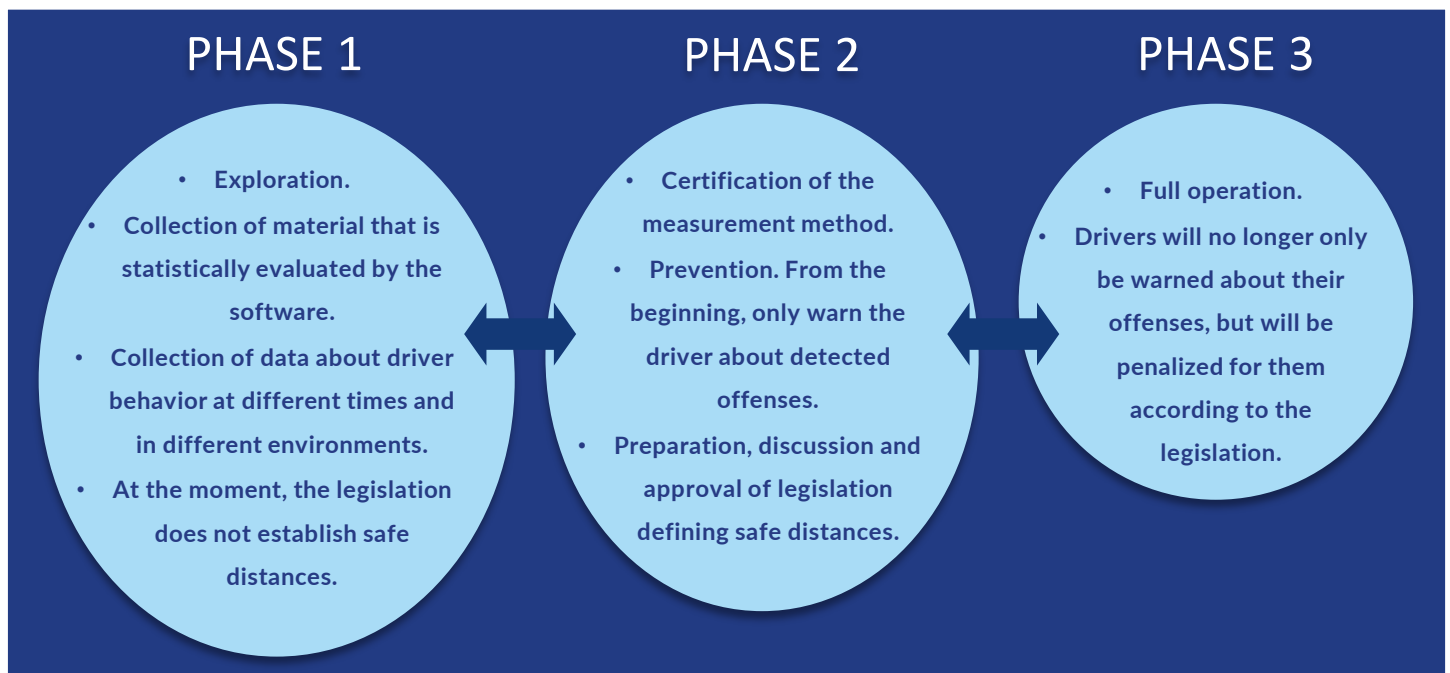 PHASE 1
• Exploration.
• Collection of material that is
statistically evaluated by the
software.
• Collection of data about driver
behavior at different times and
in different environments.
• At the moment, the legislation
does not establish safe
distances.
PHASE 2
• Certification of the
measurement method.
• Prevention. From the
beginning, only warn the
driver about detected
offenses.
• Preparation, discussion and
approval of legislation
defining safe distances.
PHASE 3
• Full operation.
• Drivers will no longer only
be warned about their
offenses, but will be
penalized for them
according to the
legislation.